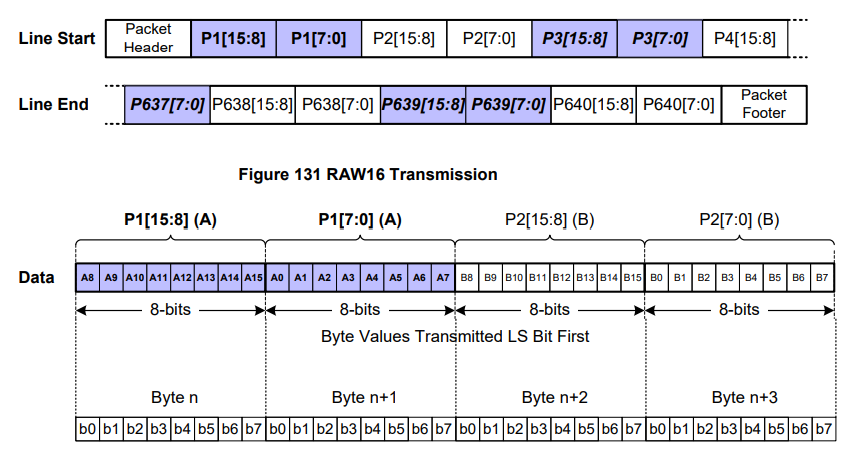 Line Start Packet Header P1[15:8] P1[7:0] P2[15:8] P2[7:0] P3[15:8] P3[7:0] P4[15:8]
Line End P637[7:0] P638[15:8] P638[7:0] P639[15:8] P639[7:0] P640[15:8] P640[7:0] Packet Footer
Figure 131 RAW16 Transmission
P1[15:8] (A) P1[7:0] (A) P2[15:8] (B) P2[7:0] (B)
Data A8 A9 A10 A11 A12 A13 A14 A15 A0 A1 A2 A3 A4 A5 A6 A7 B8 B9 B10 B11 B12 B13 B14 B15 B0 B1 B2 B3 B4 B5 B6 B7
8-bits 8-bits 8-bits 8-bits
Byte Values Transmitted LS Bit First
Byte n Byte n+1 Byte n+2 Byte n+3
b0 b1 b2 b3 b4 b5 b6 b7 b0 b1 b2 b3 b4 b5 b6 b7 b0 b1 b2 b3 b4 b5 b6 b7 b0 b1 b2 b3 b4 b5 b6 b7